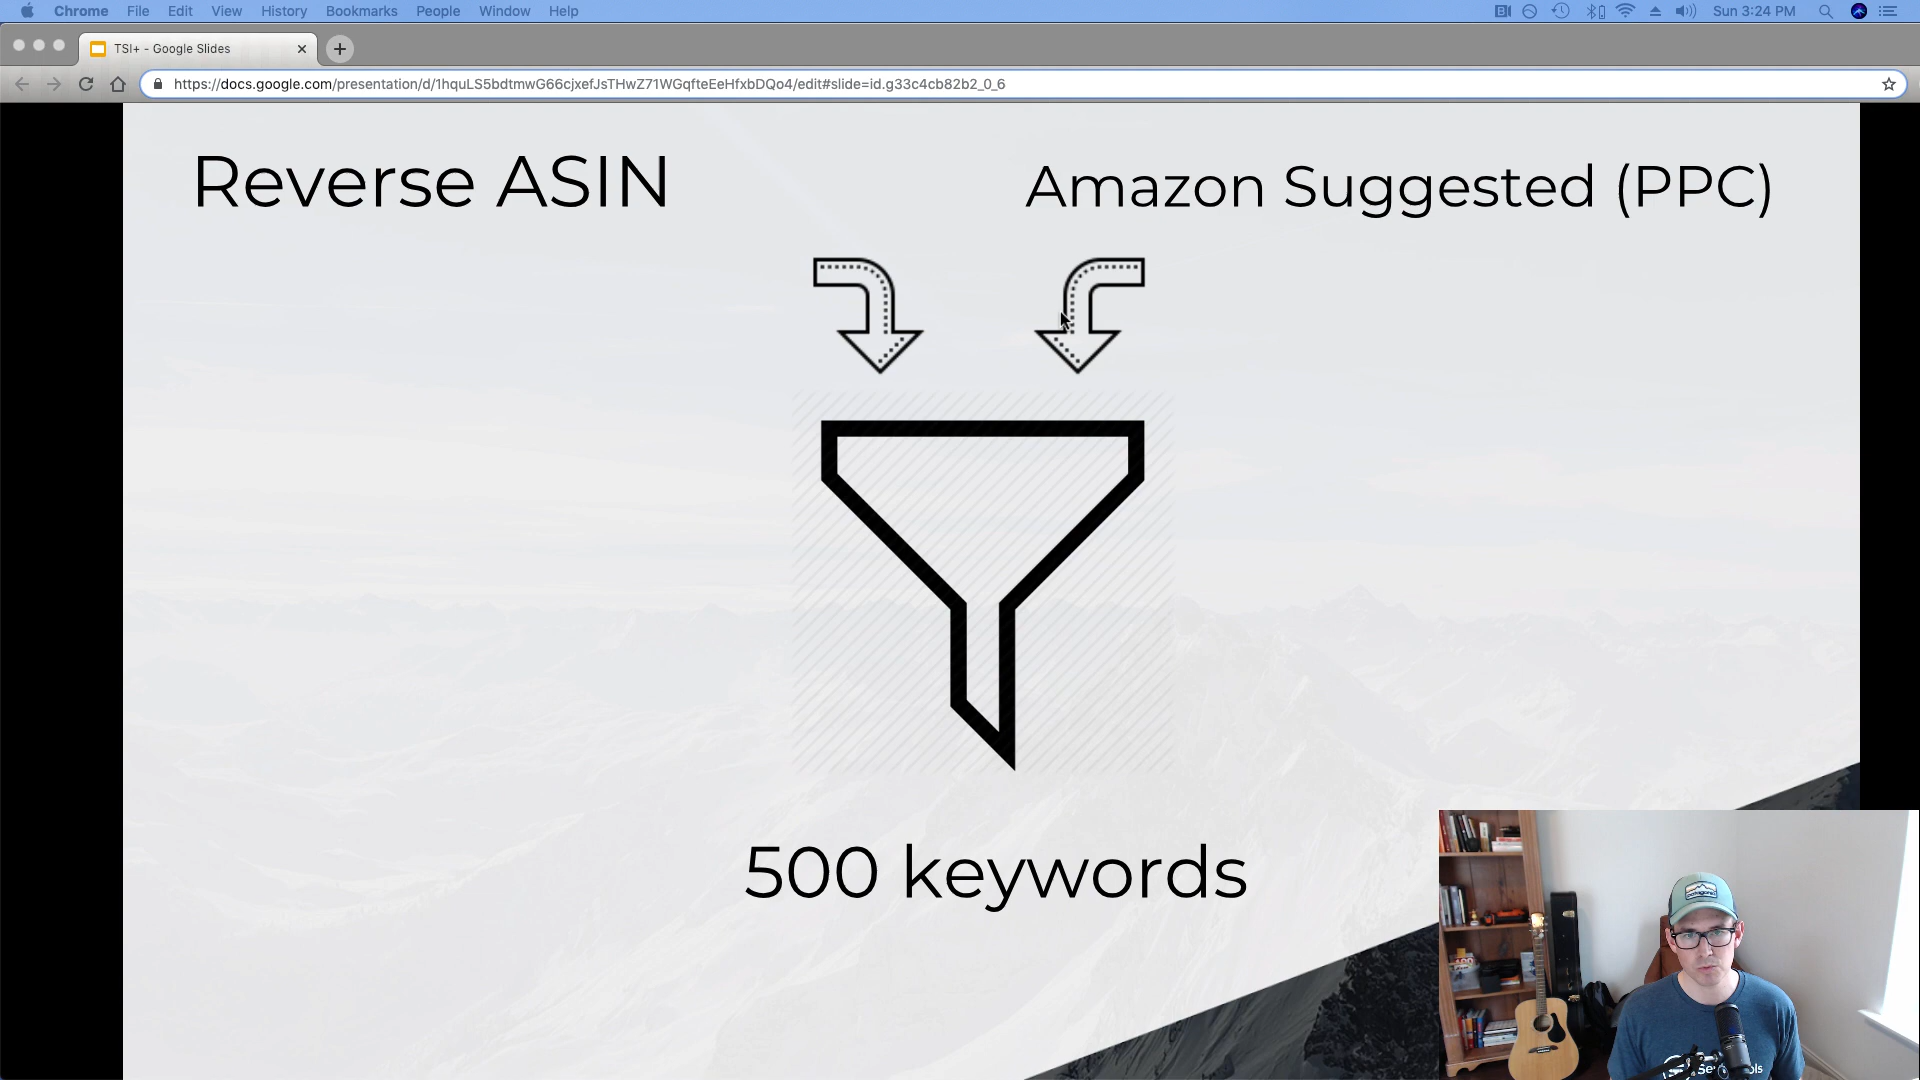 Chrome File Edit View History Bookmarks People Window Help
Sun 3:24 PM
TSI+ - Google Slides
https://docs.google.com/presentation/d/1hquLS5bdtmwG66cjxefJsTHwZ71WGqfteEeHfxbDQo4/edit#slide=id.g33c4cb82b2_0_6
Reverse ASIN
Amazon Suggested (PPC)
500 keywords
patagonia